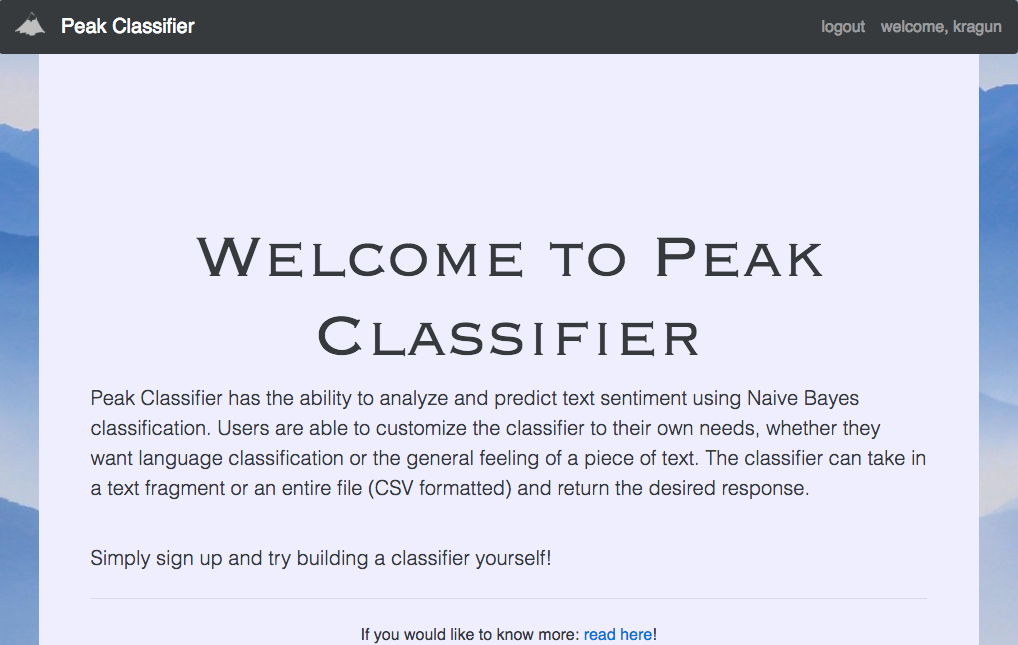 Peak Classifier
logout welcome, kragun
Welcome to Peak
Classifier
Peak Classifier has the ability to analyze and predict text sentiment using Naive Bayes
classification. Users are able to customize the classifier to their own needs, whether they
want language classification or the general feeling of a piece of text. The classifier can take in
a text fragment or an entire file (CSV formatted) and return the desired response.
Simply sign up and try building a classifier yourself!
If you would like to know more: read here!